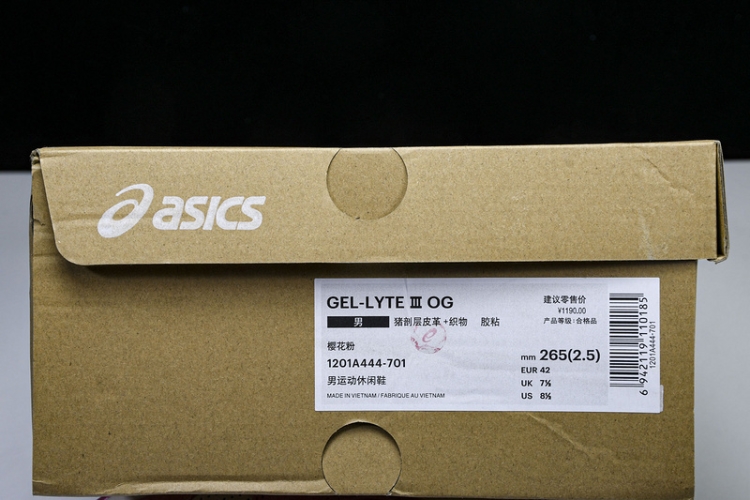 asics
GEL-LYTE III OG
男 猪剖层皮革+织物 胶粘
樱花粉
1201A444-701
男运动休闲鞋
MADE IN VIETNAM / FABRIQUE AU VIETNAM
建议零售价
¥1190.00
产品等级:合格品
mm 265(2.5)
EUR 42
UK 7½
US 8½
6 942119 110185
1201A444-701